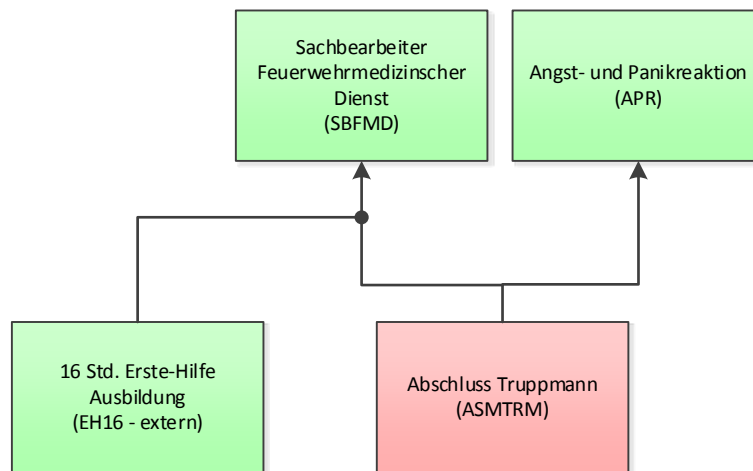 Sachbearbeiter
Feuerwehrmedizinscher
Dienst
(SBFMD)
Angst- und Panikreaktion
(APR)
16 Std. Erste-Hilfe
Ausbildung
(EH16 - extern)
Abschluss Truppmann
(ASMTRM)